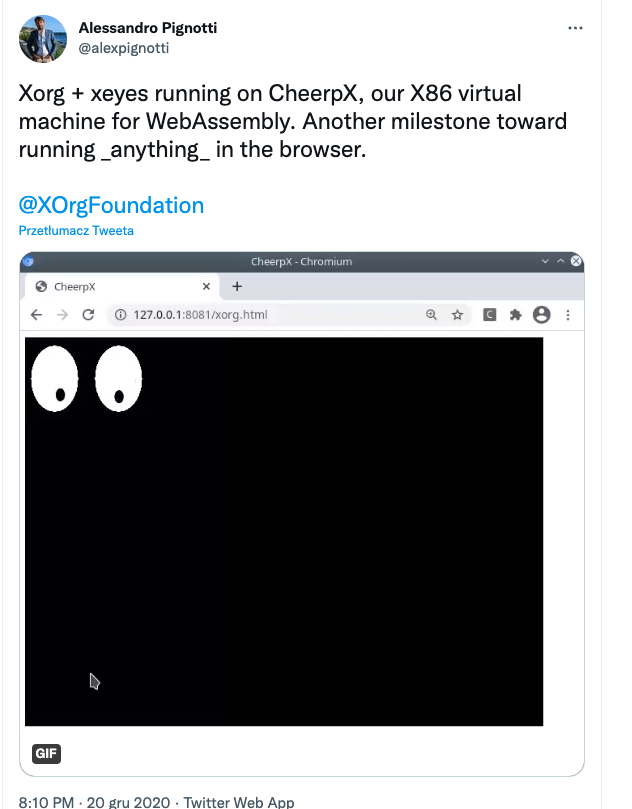 Alessandro Pignotti
@alexpignotti
Xorg + xeyes running on CheerpX, our X86 virtual
machine for WebAssembly. Another milestone toward
running _anything_ in the browser.
@XOrgFoundation
Przetłumacz Tweeta
CheerpX - Chromium
CheerpX
127.0.0.1:8081/xorg.html
C
GIF
8:10 PM · 20 gru 2020 · Twitter Web App